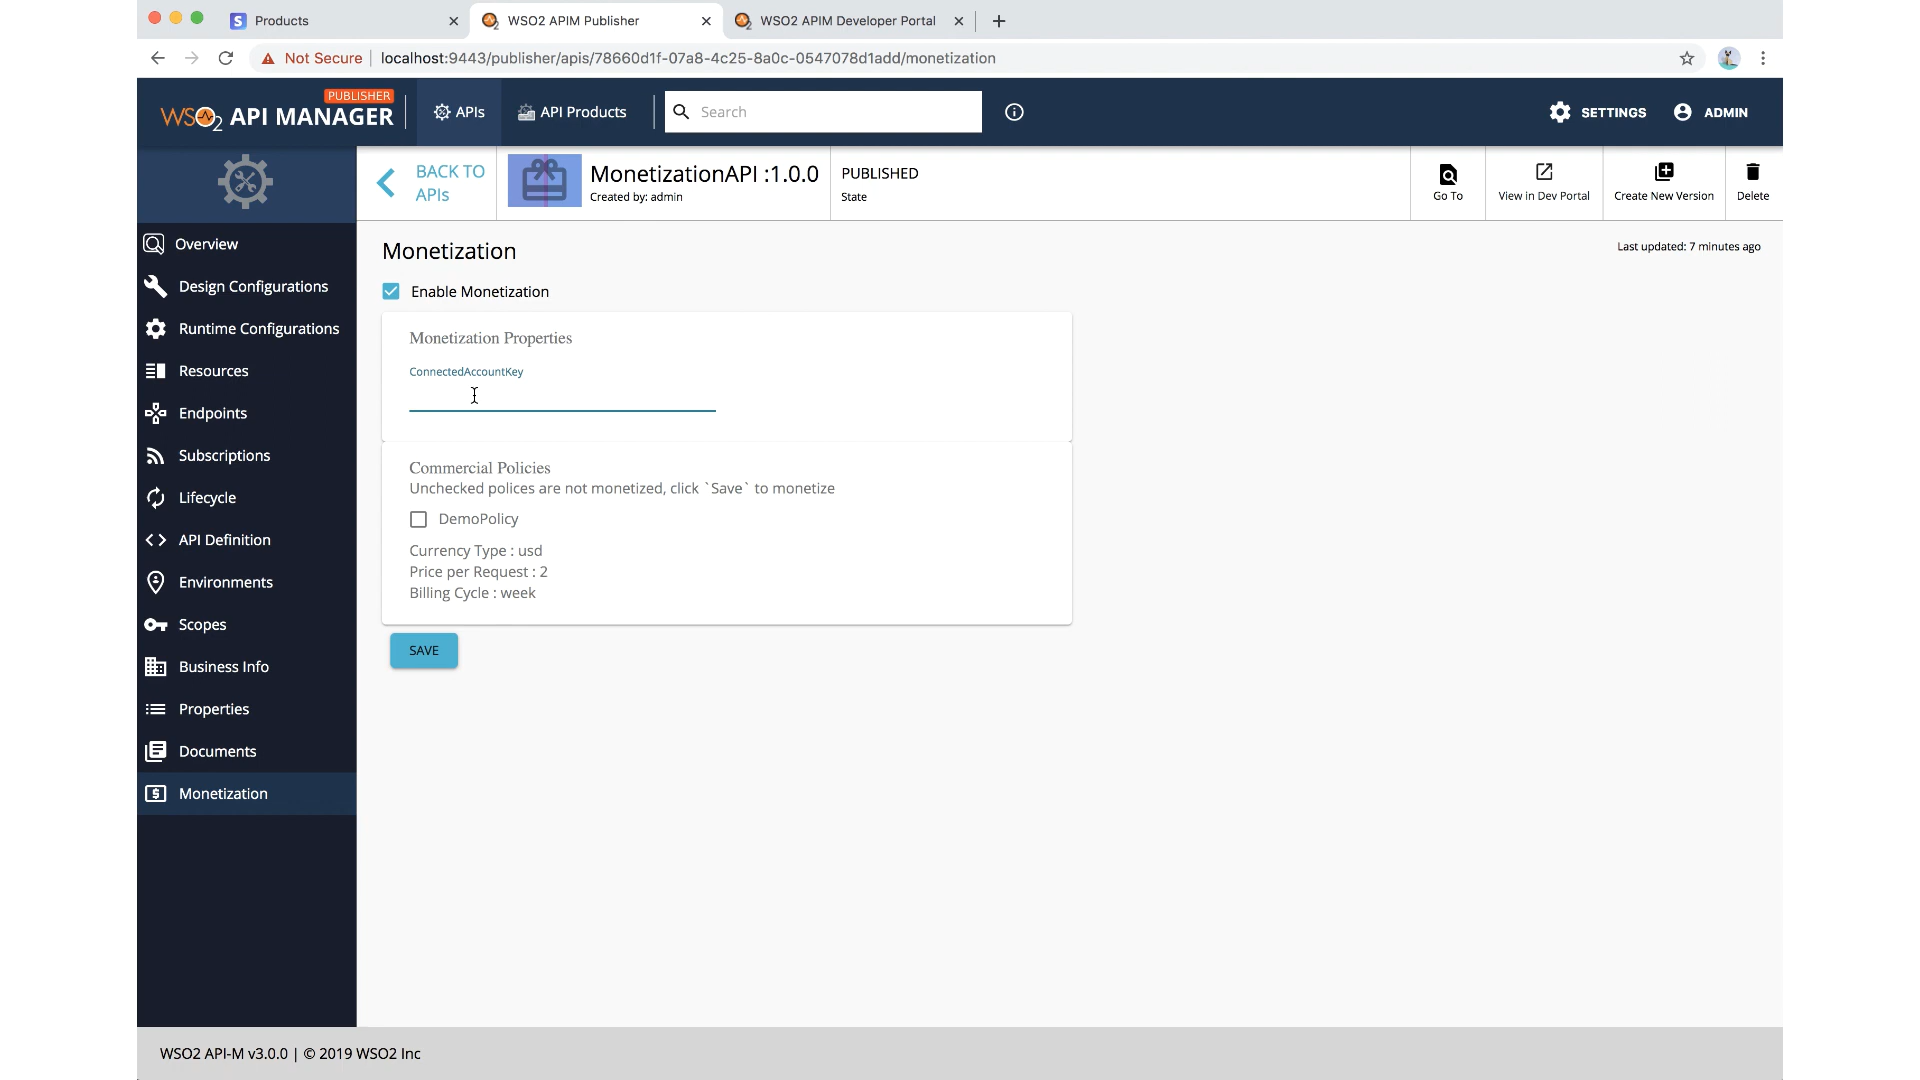 Products
WSO2 APIM Publisher
WSO2 APIM Developer Portal
Not Secure
localhost:9443/publisher/apis/78660d1f-07a8-4c25-8a0c-0547078d1add/monetization
PUBLISHER
WSO2 API MANAGER
APIs
API Products
Search
SETTINGS
ADMIN
BACK TO
APIs
MonetizationAPI :1.0.0
Created by: admin
PUBLISHED
State
Go To
View in Dev Portal
Create New Version
Delete
Overview
Design Configurations
Runtime Configurations
Resources
Endpoints
Subscriptions
Lifecycle
API Definition
Environments
Scopes
Business Info
Properties
Documents
Monetization
Monetization
Last updated: 7 minutes ago
Enable Monetization
Monetization Properties
ConnectedAccountKey
Commercial Policies
Unchecked polices are not monetized, click `Save` to monetize
DemoPolicy
Currency Type : usd
Price per Request : 2
Billing Cycle : week
SAVE
WSO2 API-M v3.0.0 | © 2019 WSO2 Inc